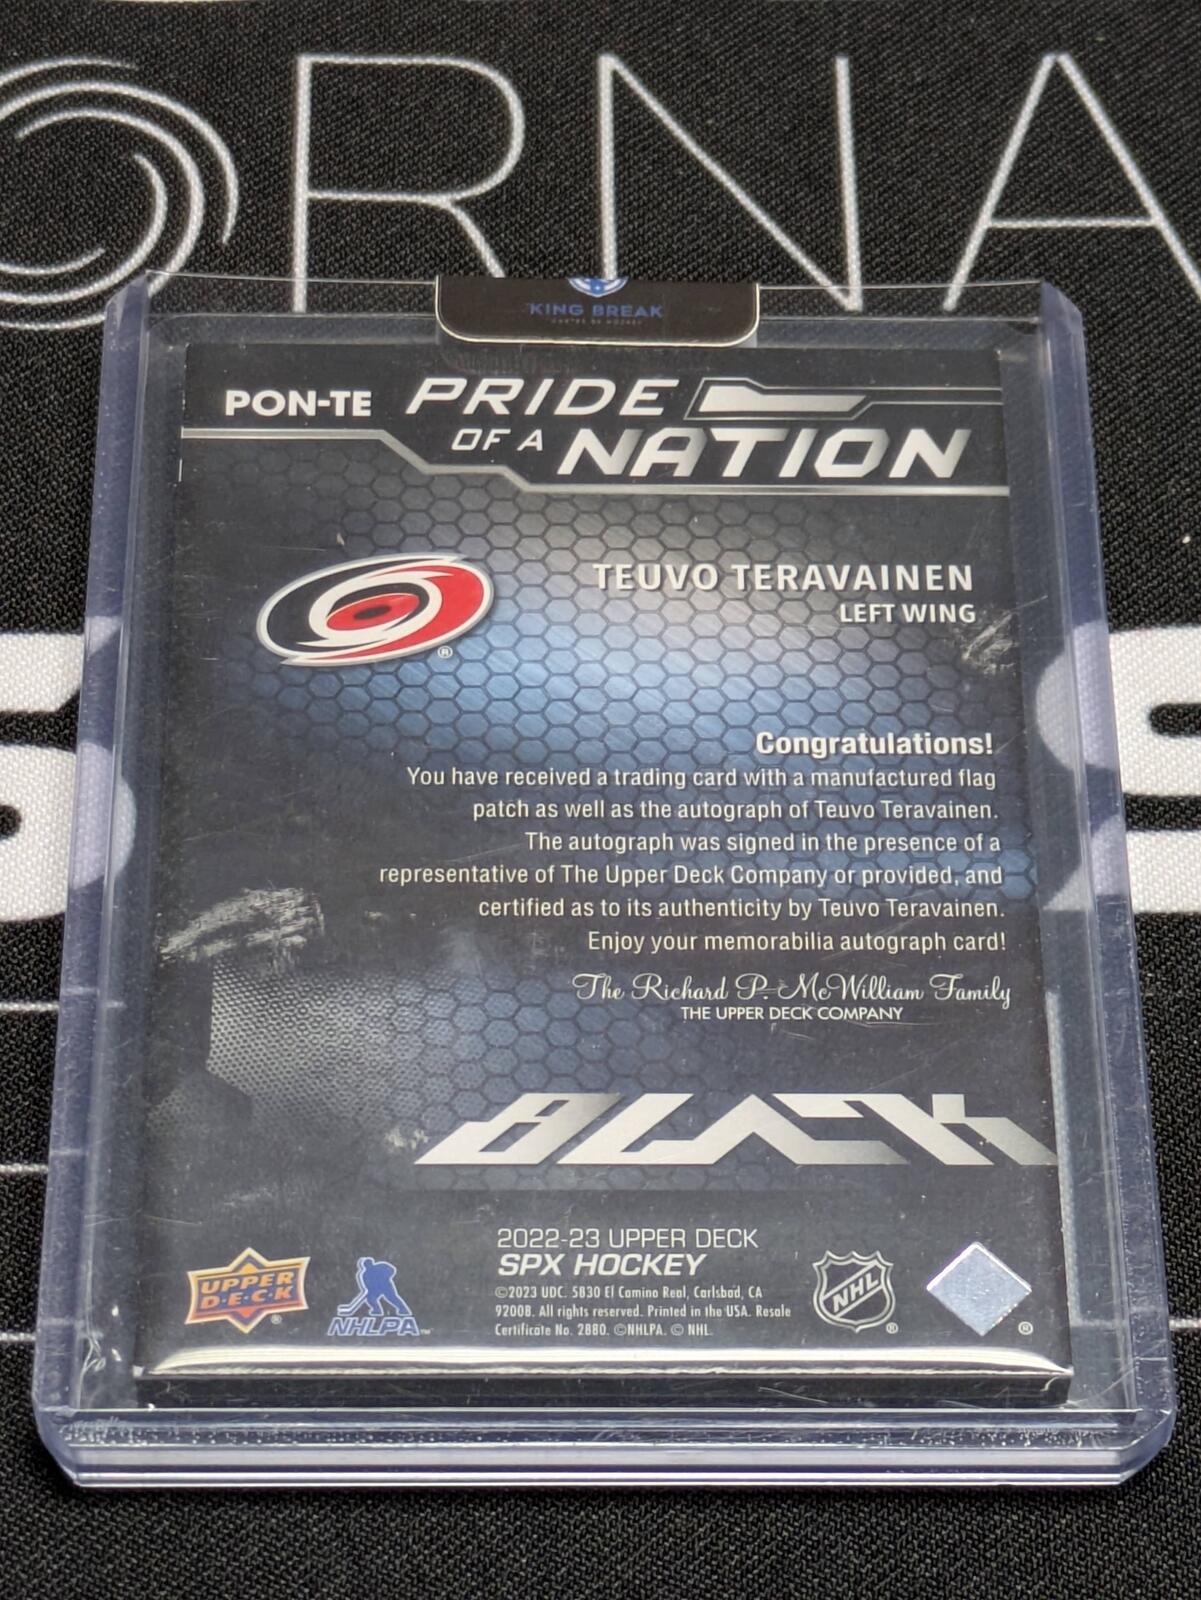 ORNA
KING BREAK
PON-TE
PRIDE
OF A NATION
TEUVO TERAVAINEN
LEFT WING
Congratulations!
You have received a trading card with a manufactured flag
patch as well as the autograph of Teuvo Teravainen.
The autograph was signed in the presence of a
representative of The Upper Deck Company or provided, and
certified as to its authenticity by Teuvo Teravainen.
Enjoy your memorabilia autograph card!
The Richard P. McWilliam Family
THE UPPER DECK COMPANY
BLACK
2022-23 UPPER DECK
SPX HOCKEY
©2023 UDC. 5830 El Camino Real, Carlsbad, CA
92008. All rights reserved. Printed in the USA. Resale
Certificate No. 2880. ©NHLPA. © NHL.
UPPER
D·E·C·K
®
NHLPA™
NHL
®
®
®